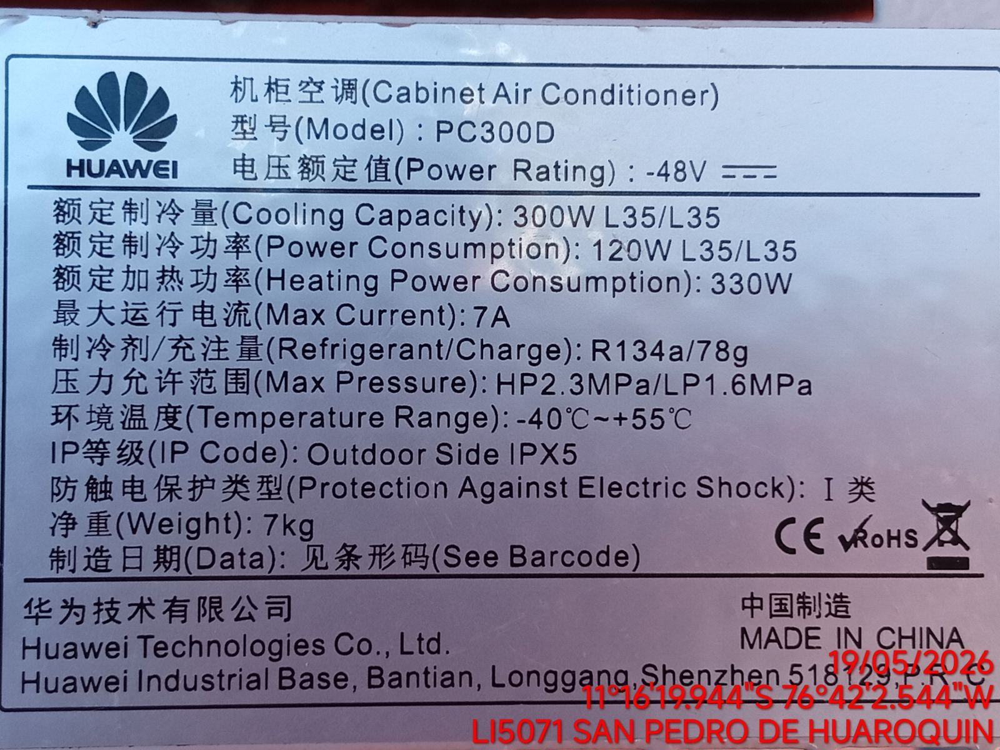 HUAWEI
机柜空调(Cabinet Air Conditioner)
型号(Model) : PC300D
电压额定值(Power Rating) : -48V
额定制冷量(Cooling Capacity): 300W L35/L35
额定制冷功率(Power Consumption): 120W L35/L35
额定加热功率(Heating Power Consumption): 330W
最大运行电流(Max Current): 7A
制冷剂/充注量(Refrigerant/Charge): R134a/78g
压力允许范围(Max Pressure): HP2.3MPa/LP1.6MPa
环境温度(Temperature Range): -40℃~+55℃
IP等级(IP Code): Outdoor Side IPX5
防触电保护类型(Protection Against Electric Shock): I 类
净重(Weight): 7kg
CE RoHS
制造日期(Data): 见条形码(See Barcode)
华为技术有限公司
中国制造
Huawei Technologies Co., Ltd.
MADE IN CHINA
Huawei Industrial Base, Bantian, Longgang,Shenzhen 518129,P.R.C
19/05/2026
11°16'19.944"S 76°42'2.544"W
LI5071 SAN PEDRO DE HUAROQUIN